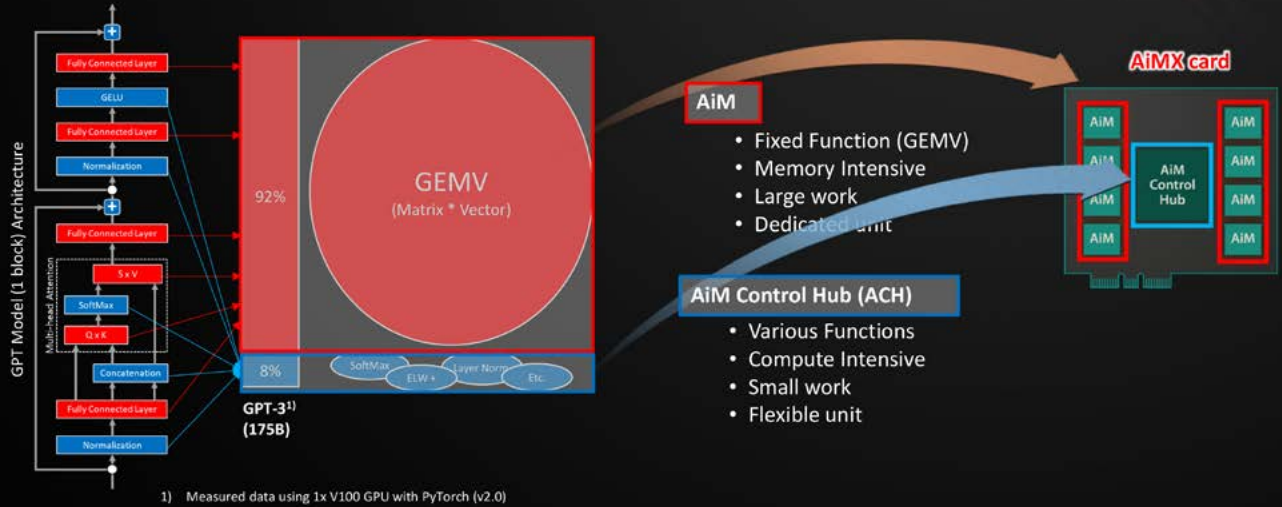 GPT Model (1 block) Architecture
Fully Connected Layer
GELU
Fully Connected Layer
Normalization
Fully Connected Layer
Multi-head Attention
S x V
SoftMax
Q x K
Concatenation
Fully Connected Layer
Normalization
92%
GEMV
(Matrix * Vector)
8%
SoftMax
ELW +
Layer Norm
Etc.
GPT-3¹⁾
(175B)
AiM
• Fixed Function (GEMV)
• Memory Intensive
• Large work
• Dedicated unit
AiM Control Hub (ACH)
• Various Functions
• Compute Intensive
• Small work
• Flexible unit
AiMX card
AiM
AiM
AiM
AiM
AiM
Control
Hub
AiM
AiM
AiM
AiM
1) Measured data using 1x V100 GPU with PyTorch (v2.0)